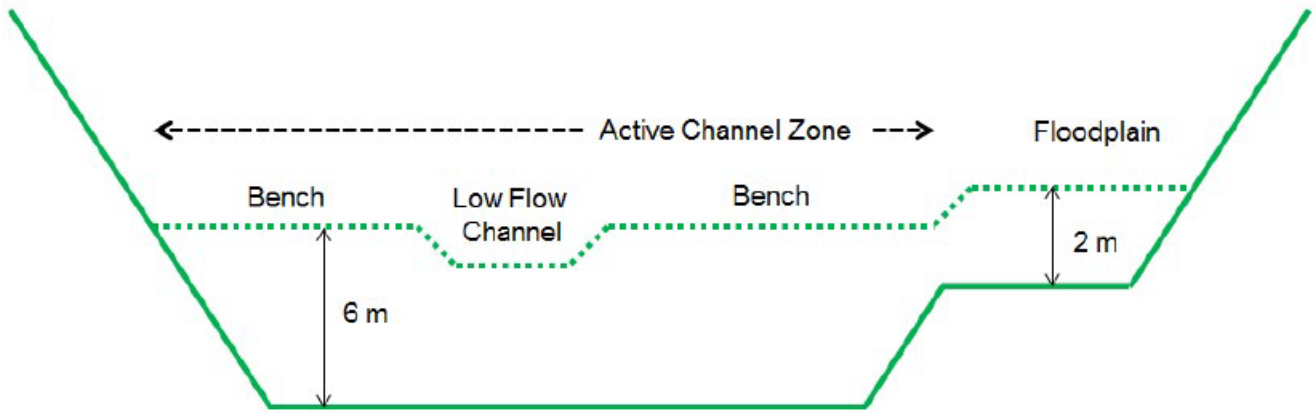 Active Channel Zone
Floodplain
Bench
Low Flow
Channel
Bench
2 m
6 m